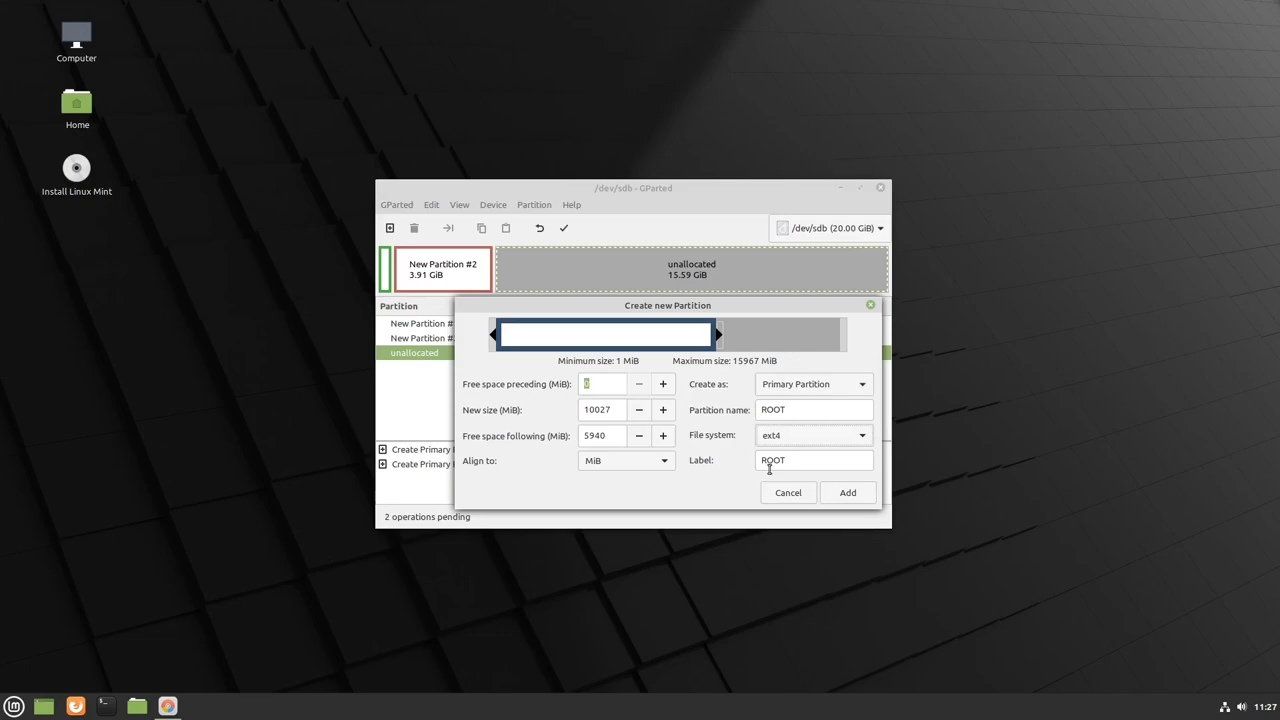 Computer
Home
Install Linux Mint
/dev/sdb - GParted
GParted Edit View Device Partition Help
/dev/sdb (20.00 GiB)
New Partition #2
3.91 GiB
unallocated
15.59 GiB
Partition
New Partition #
New Partition #
unallocated
Create new Partition
Minimum size: 1 MiB Maximum size: 15967 MiB
Free space preceding (MiB): 0 Create as: Primary Partition
New size (MiB): 10027 Partition name: ROOT
Free space following (MiB): 5940 File system: ext4
Align to: MiB Label: ROOT
Cancel Add
Create Primary
Create Primary
2 operations pending
11:27